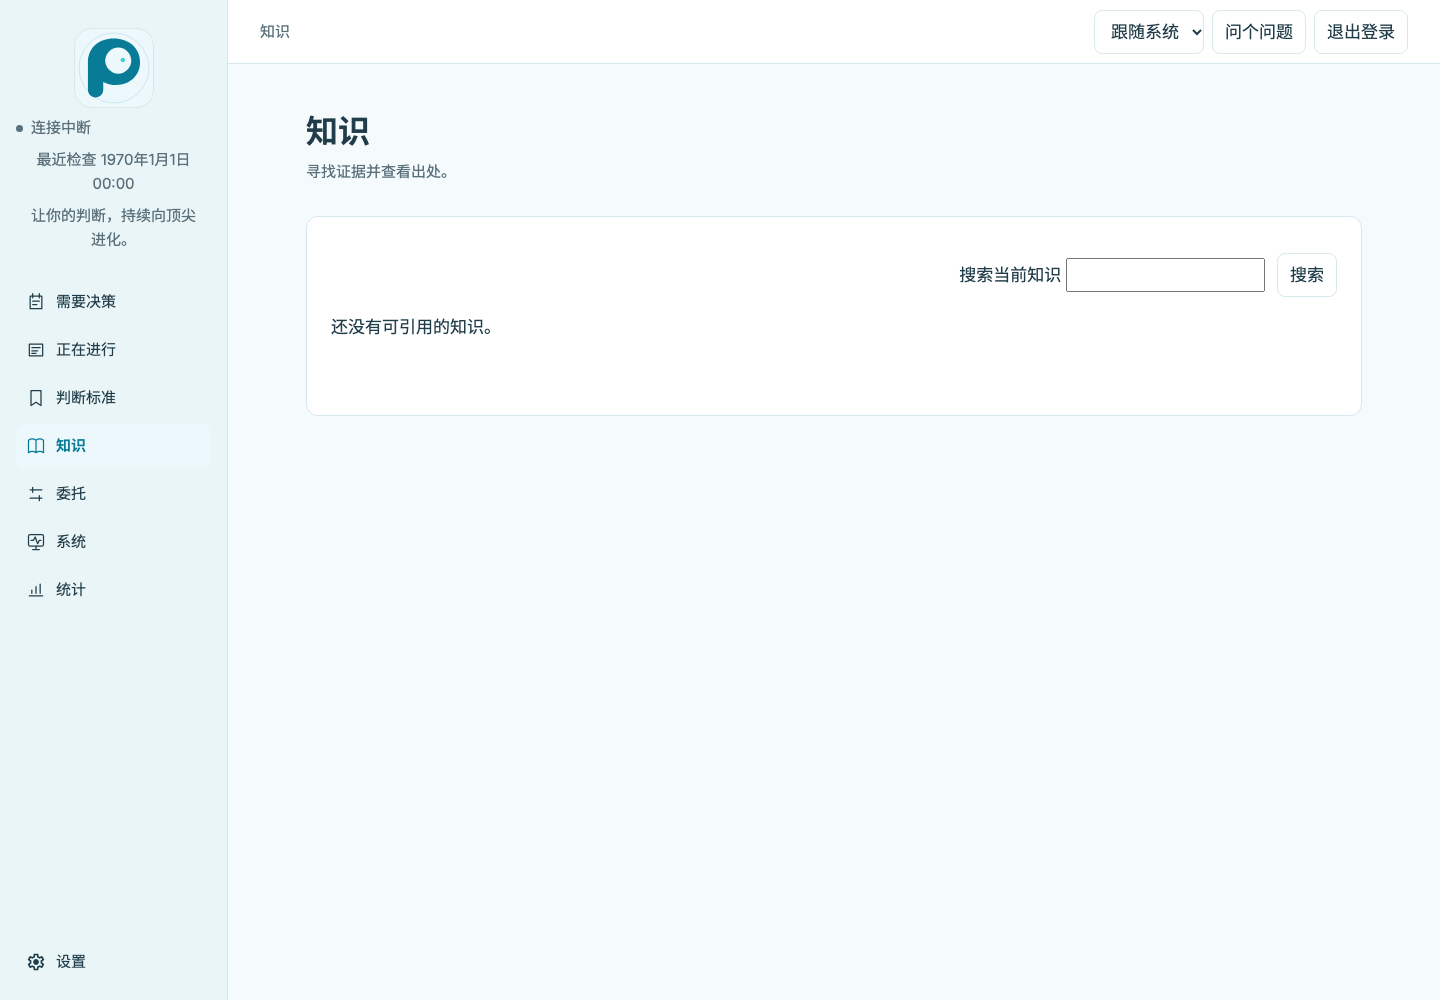 连接中断
最近检查 1970年1月1日
00:00
让你的判断，持续向顶尖
进化。
需要决策
正在进行
判断标准
知识
委托
系统
统计
设置
知识
跟随系统
问个问题
退出登录
知识
寻找证据并查看出处。
搜索当前知识
搜索
还没有可引用的知识。